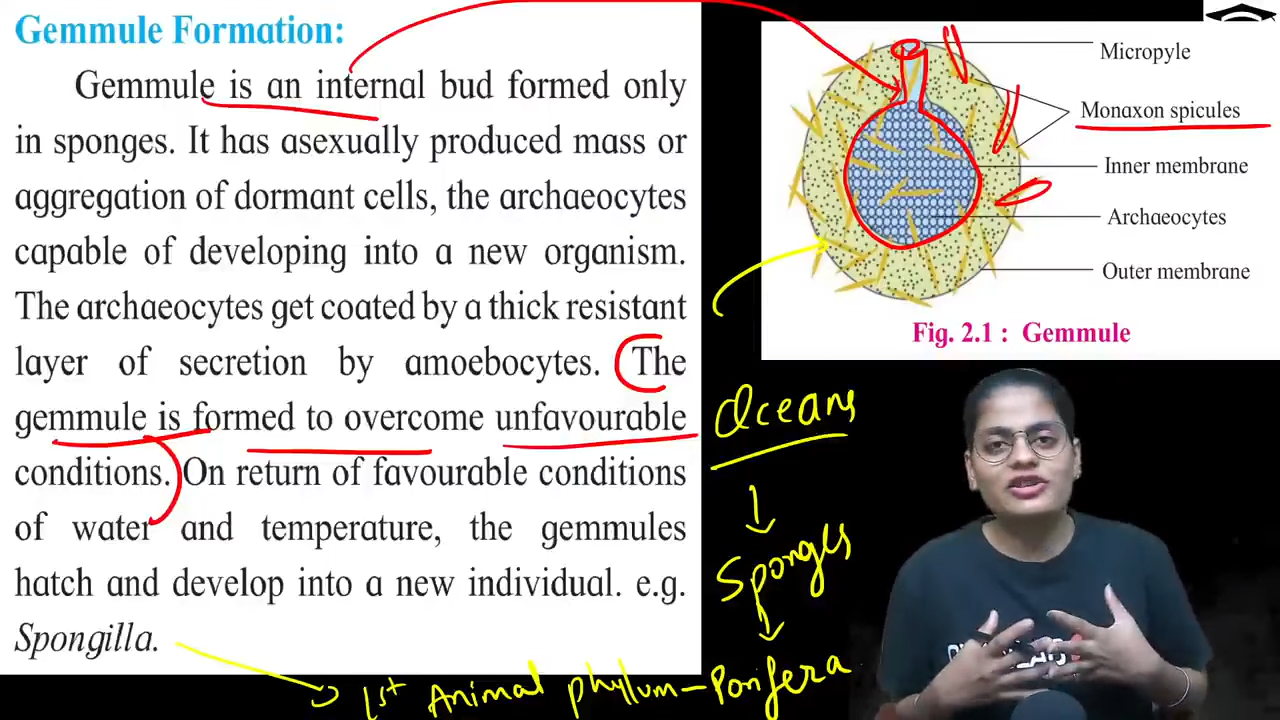 Gemmule Formation:
Gemmule is an internal bud formed only
in sponges. It has asexually produced mass or
aggregation of dormant cells, the archaeocytes
capable of developing into a new organism.
The archaeocytes get coated by a thick resistant
layer of secretion by amoebocytes. The
gemmule is formed to overcome unfavourable
conditions. On return of favourable conditions
of water and temperature, the gemmules
hatch and develop into a new individual. e.g.
Spongilla.
Micropyle
Monaxon spicules
Inner membrane
Archaeocytes
Outer membrane
Fig. 2.1 : Gemmule
Oceans
Sponges
1st Animal phyllum - Porifera